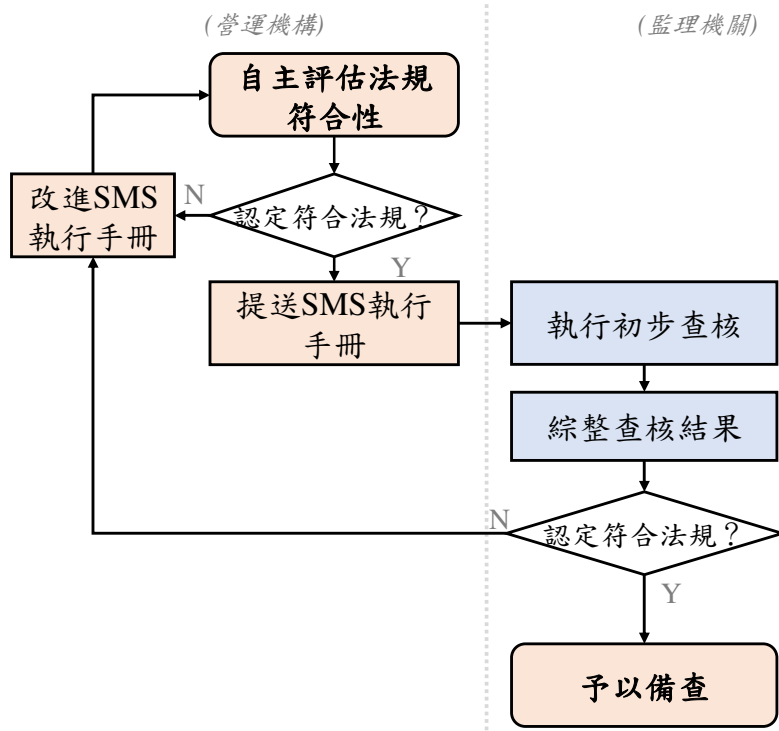 (營運機構)
(監理機關)
自主評估法規
符合性
改進SMS
執行手冊
N
認定符合法規？
Y
提送SMS執行
手冊
執行初步查核
綜整查核結果
N
認定符合法規？
Y
予以備查